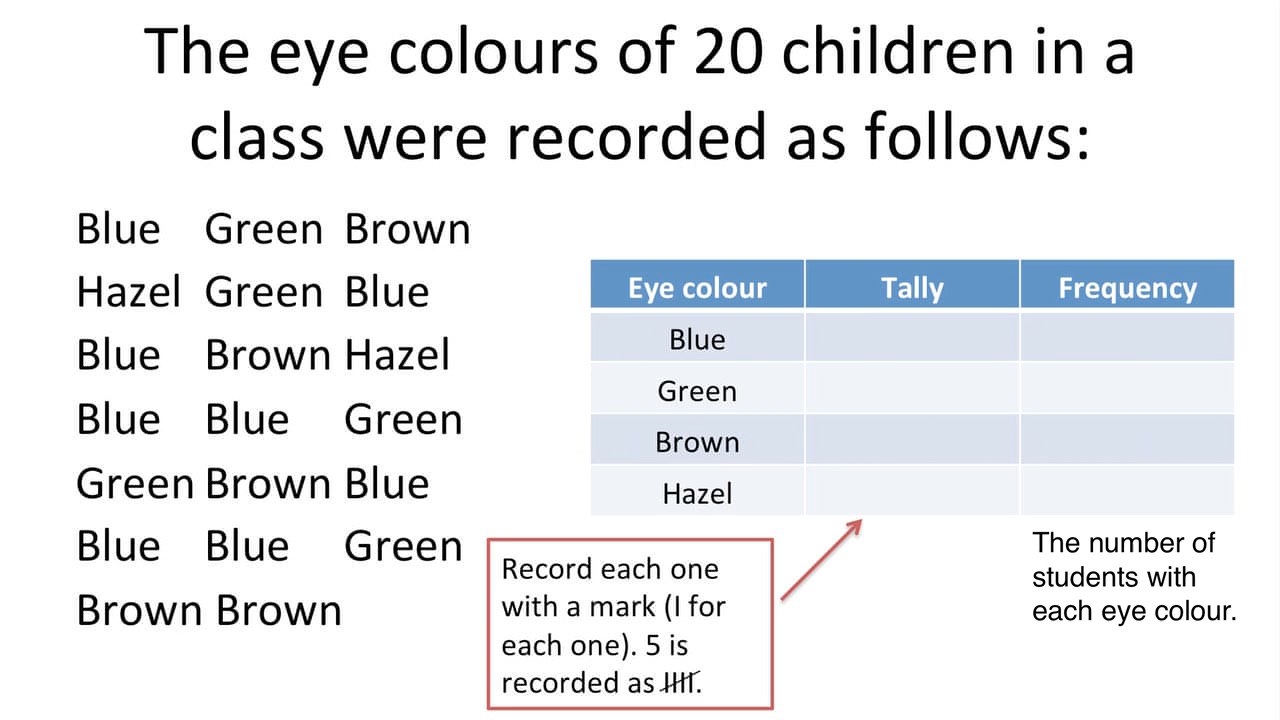 The eye colours of 20 children in a
class were recorded as follows:
Blue Green Brown
Hazel Green Blue
Blue Brown Hazel
Blue Blue Green
Green Brown Blue
Blue Blue Green
Brown Brown
Eye colour Tally Frequency
Blue
Green
Brown
Hazel
Record each one
with a mark (I for
each one). 5 is
recorded as IIII.
The number of
students with
each eye colour.